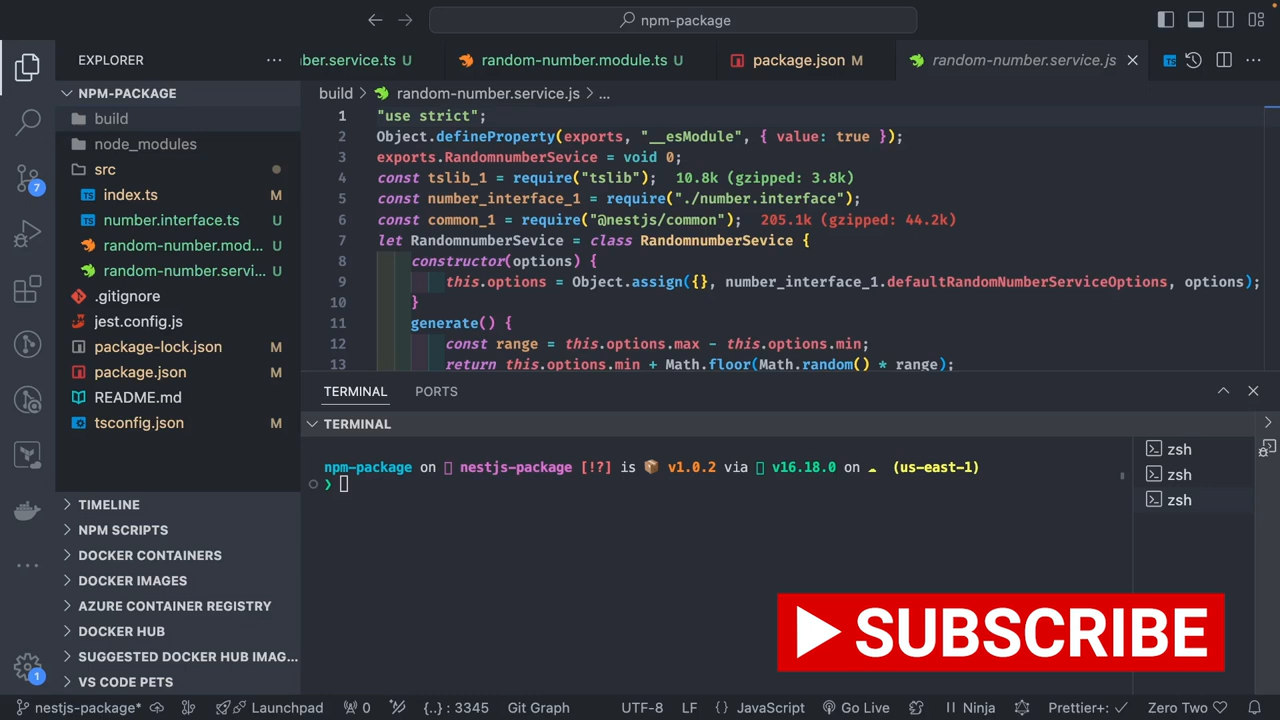 npm-package
EXPLORER
ber.service.ts U
random-number.module.ts U
package.json M
random-number.service.js
NPM-PACKAGE
build
node_modules
src
index.ts M
number.interface.ts U
random-number.mod... U
random-number.servi... U
.gitignore
jest.config.js
package-lock.json M
package.json M
README.md
tsconfig.json M
TIMELINE
NPM SCRIPTS
DOCKER CONTAINERS
DOCKER IMAGES
AZURE CONTAINER REGISTRY
DOCKER HUB
SUGGESTED DOCKER HUB IMAG...
VS CODE PETS
7
1
build > random-number.service.js > ...
1 "use strict";
2 Object.defineProperty(exports, "__esModule", { value: true });
3 exports.RandomnumberSevice = void 0;
4 const tslib_1 = require("tslib"); 10.8k (gzipped: 3.8k)
5 const number_interface_1 = require("./number.interface");
6 const common_1 = require("@nestjs/common"); 205.1k (gzipped: 44.2k)
7 let RandomnumberSevice = class RandomnumberSevice {
8 constructor(options) {
9 this.options = Object.assign({}, number_interface_1.defaultRandomNumberServiceOptions, options);
10 }
11 generate() {
12 const range = this.options.max - this.options.min;
13 return this.options.min + Math.floor(Math.random() * range);
TERMINAL PORTS
TERMINAL
npm-package on nestjs-package [!?] is 📦 v1.0.2 via v16.18.0 on ☁ (us-east-1)
❯
zsh
zsh
zsh
SUBSCRIBE
nestjs-package* Launchpad 0 {..} : 3345 Git Graph UTF-8 LF {} JavaScript Go Live Ninja Prettier+ Zero Two